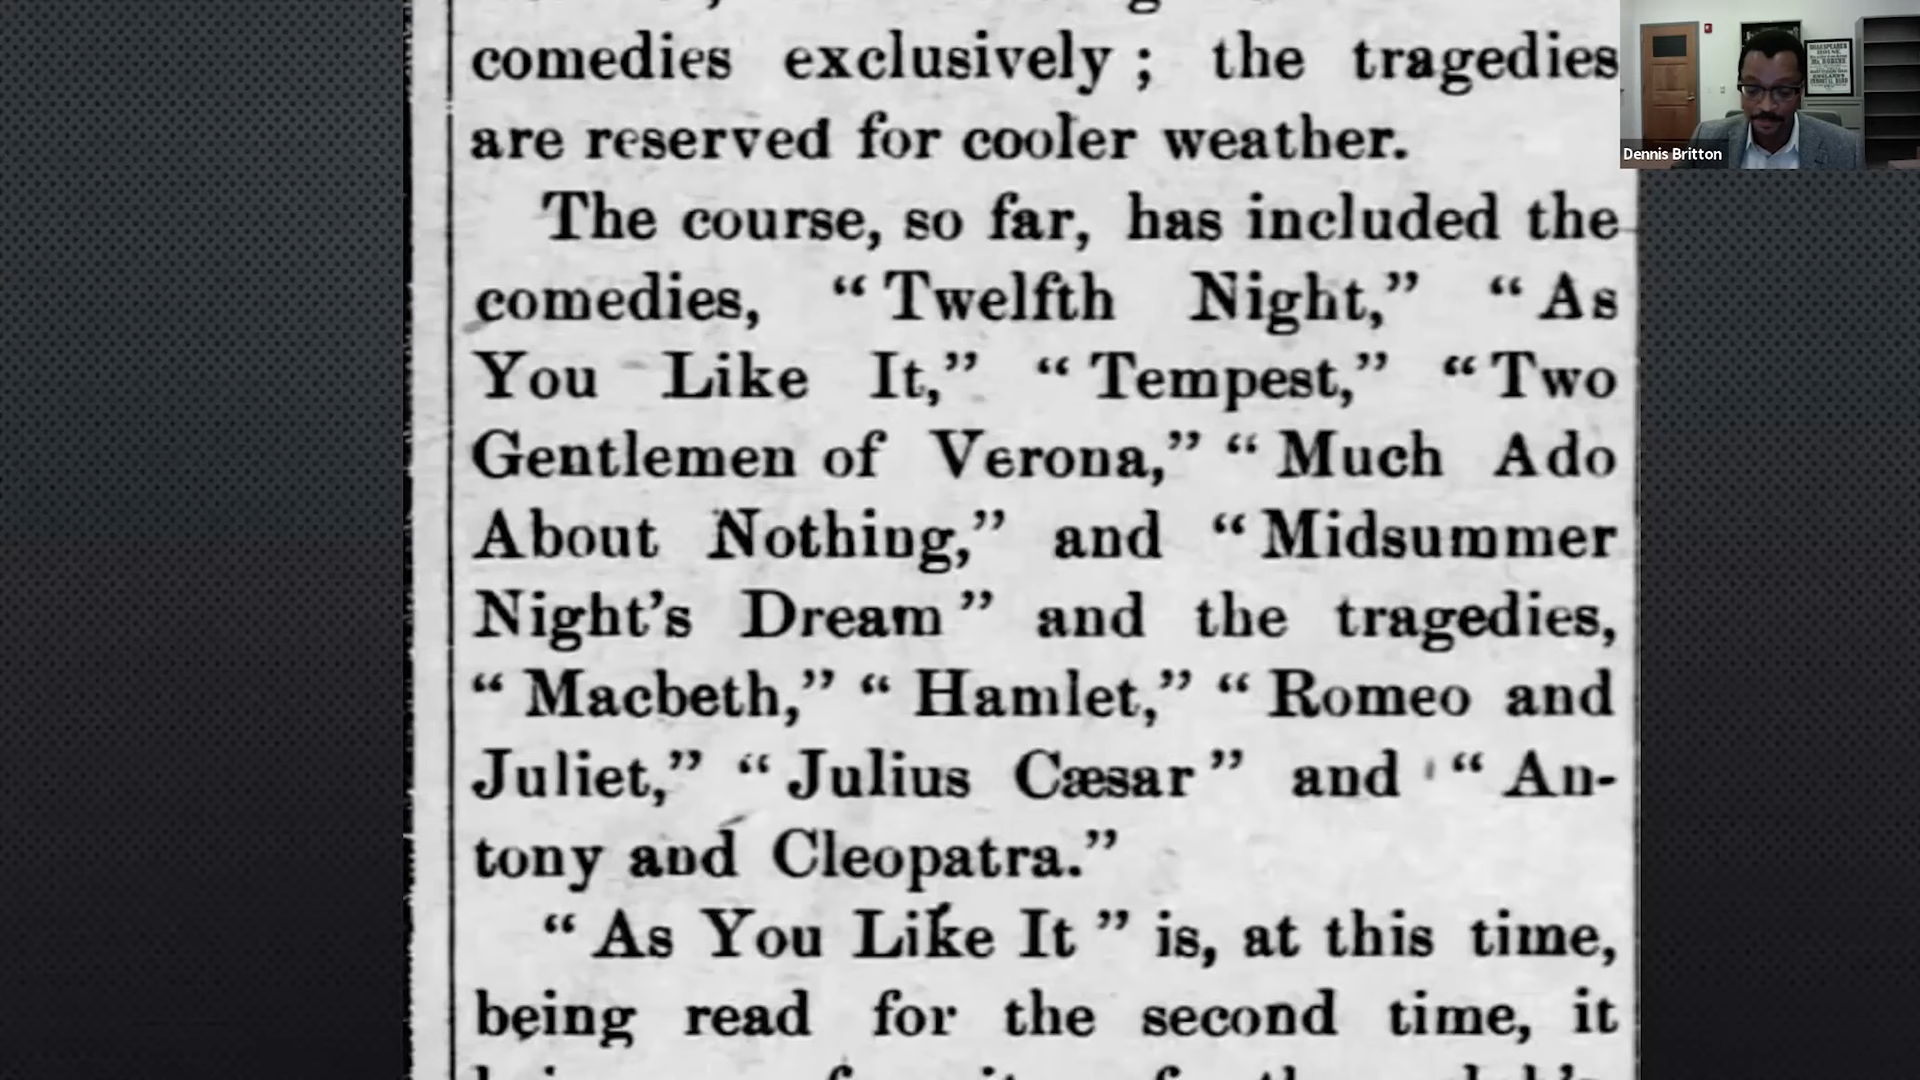 comedies exclusively ; the tragedies
are reserved for cooler weather.
The course, so far, has included the
comedies, “ Twelfth Night,” “ As
You Like It,” “ Tempest,” “ Two
Gentlemen of Verona,” “ Much Ado
About Nothing,” and “ Midsummer
Night’s Dream ” and the tragedies,
“ Macbeth,” “ Hamlet,” “ Romeo and
Juliet,” “ Julius Cæsar ” and “ An-
tony and Cleopatra.”
“ As You Like It ” is, at this time,
being read for the second time, it
Dennis Britton